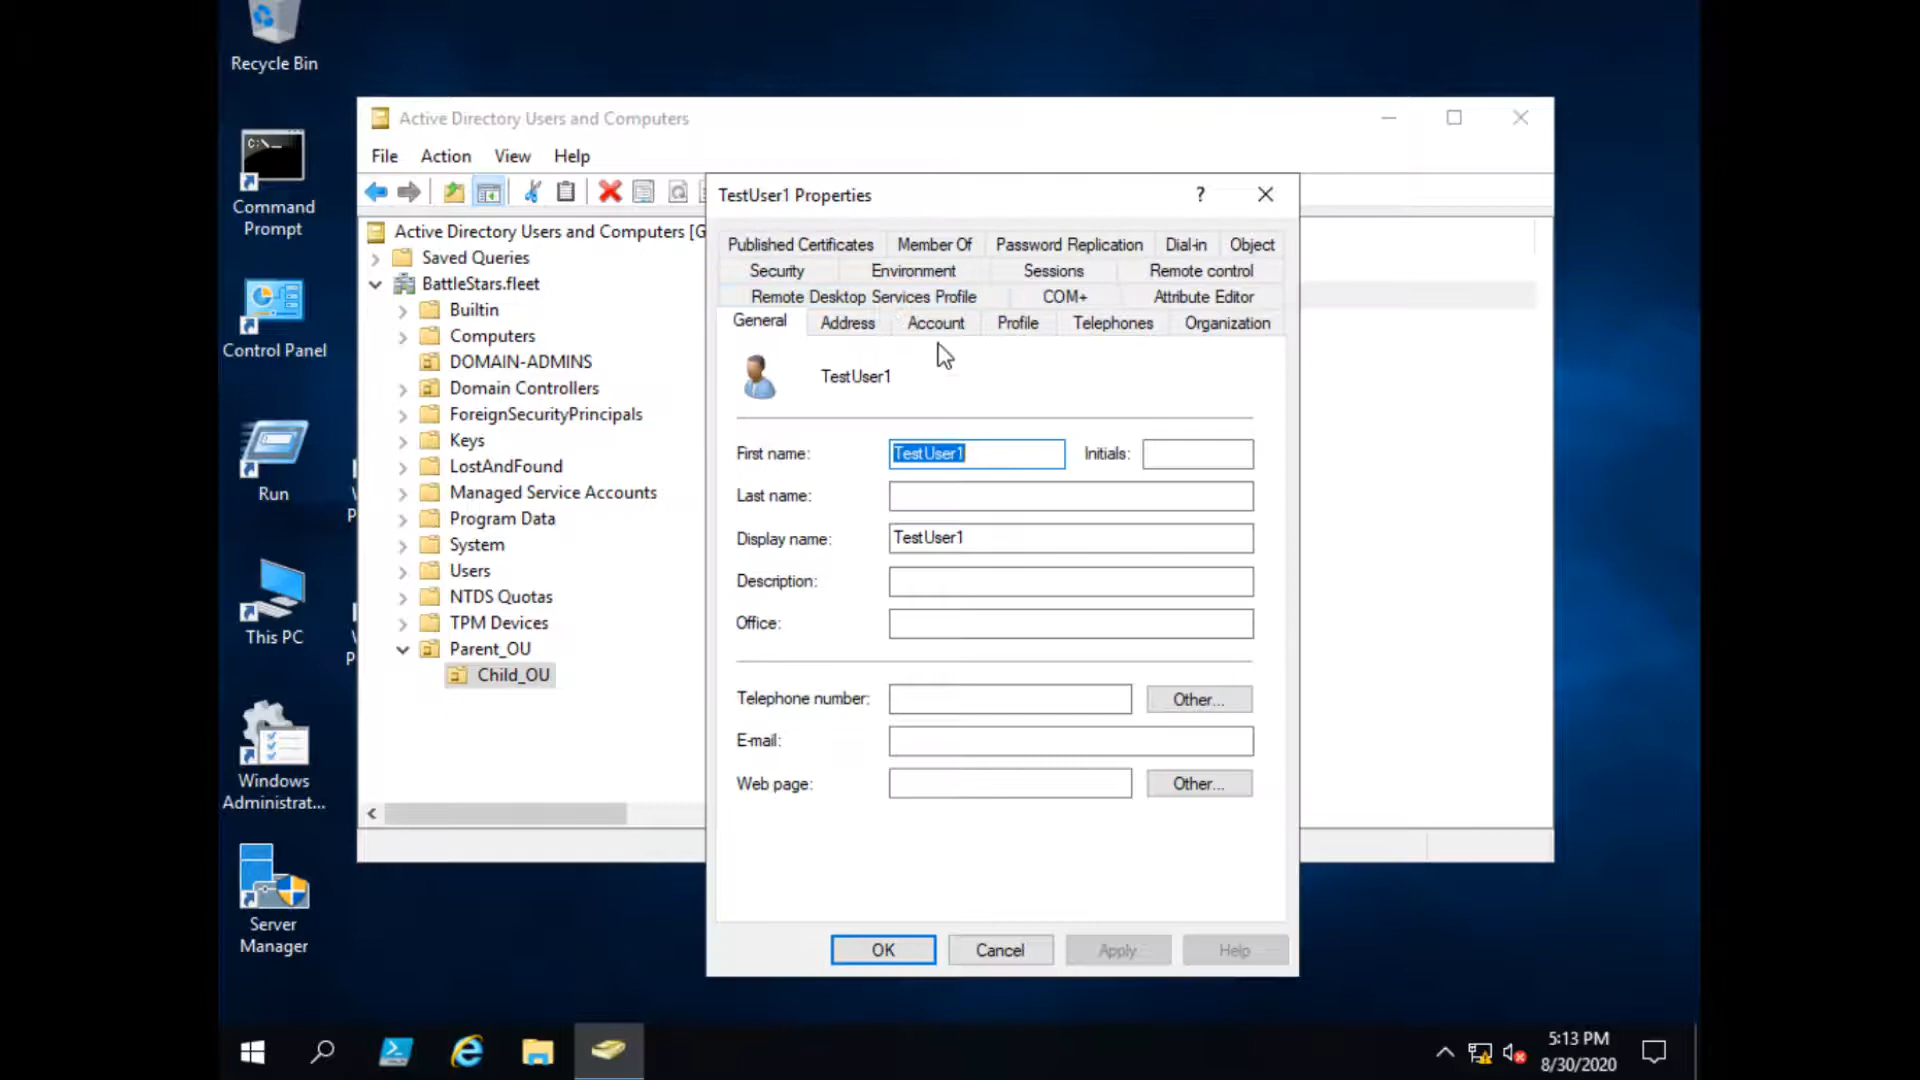 Recycle Bin
Command
Prompt
Control Panel
Run
This PC
Windows
Administrat...
Server
Manager
Active Directory Users and Computers
File Action View Help
Active Directory Users and Computers [G
Saved Queries
BattleStars.fleet
Builtin
Computers
DOMAIN-ADMINS
Domain Controllers
ForeignSecurityPrincipals
Keys
LostAndFound
Managed Service Accounts
Program Data
System
Users
NTDS Quotas
TPM Devices
Parent_OU
Child_OU
TestUser1 Properties
?
Published Certificates Member Of Password Replication Dial-in Object
Security Environment Sessions Remote control
Remote Desktop Services Profile COM+ Attribute Editor
General Address Account Profile Telephones Organization
TestUser1
First name: TestUser1 Initials:
Last name:
Display name: TestUser1
Description:
Office:
Telephone number: Other...
E-mail:
Web page: Other...
OK Cancel Apply Help
5:13 PM
8/30/2020